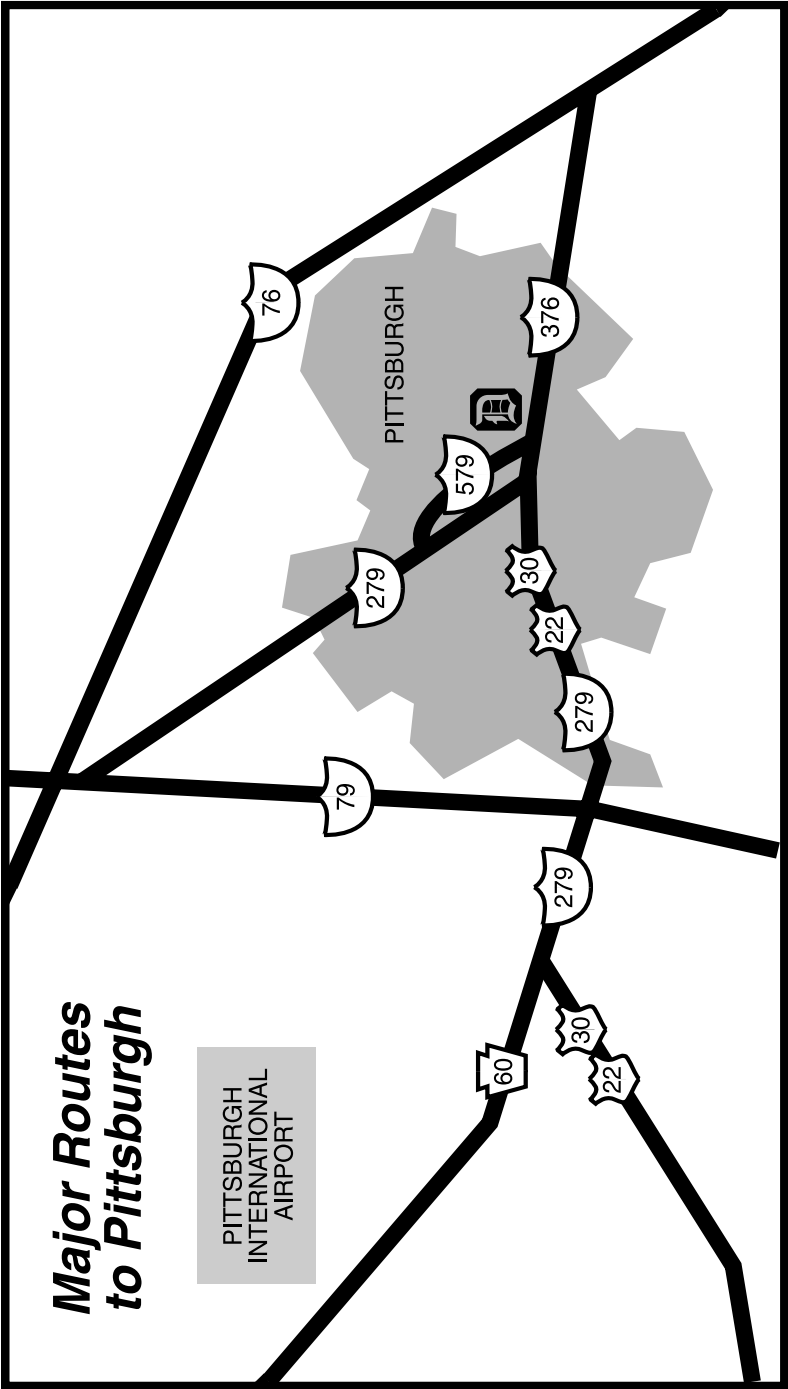 Major Routes
to Pittsburgh
PITTSBURGH
INTERNATIONAL
AIRPORT
PITTSBURGH
76
279
79
579
D
376
30
22
279
279
60
30
22